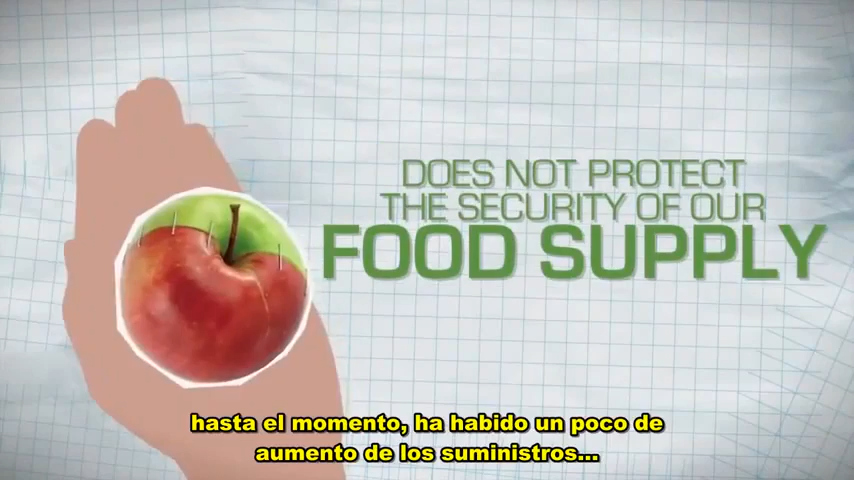 DOES NOT PROTECT
THE SECURITY OF OUR
FOOD SUPPLY
hasta el momento, ha habido un poco de
aumento de los suministros...